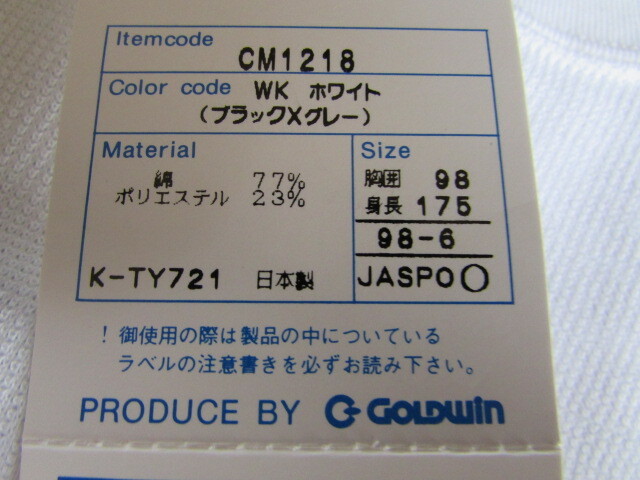 Itemcode
CM1218
Color code WK ホワイト
(ブラックXグレー)
Material
綿 77%
ポリエステル 23%
K-TY721 日本製
Size
胸囲 98
身長 175
98-6
JASPO○
！御使用の際は製品の中についている
ラベルの注意書きを必ずお読み下さい。
PRODUCE BY GOLDWIN